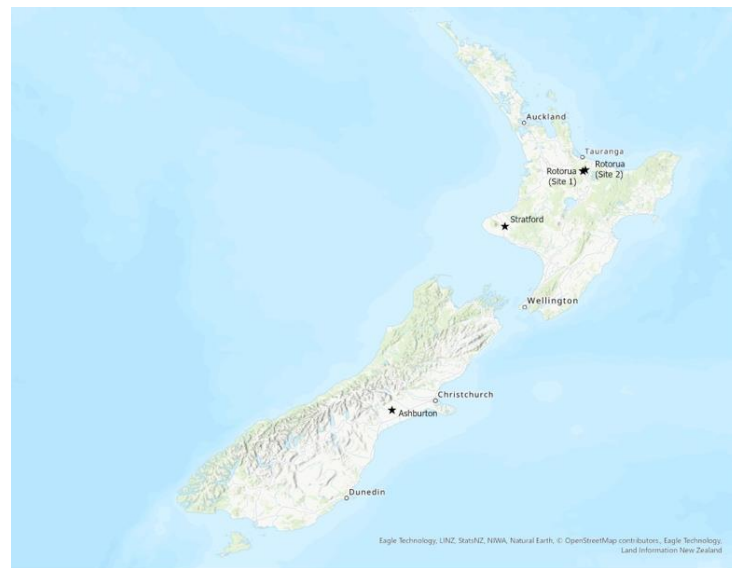 Auckland
Tauranga
Rotorua
(Site 1)
Rotorua
(Site 2)
Stratford
Wellington
Christchurch
Ashburton
Dunedin
Eagle Technology, LINZ, StatsNZ, NIWA, Natural Earth, © OpenStreetMap contributors., Eagle Technology,
Land Information New Zealand